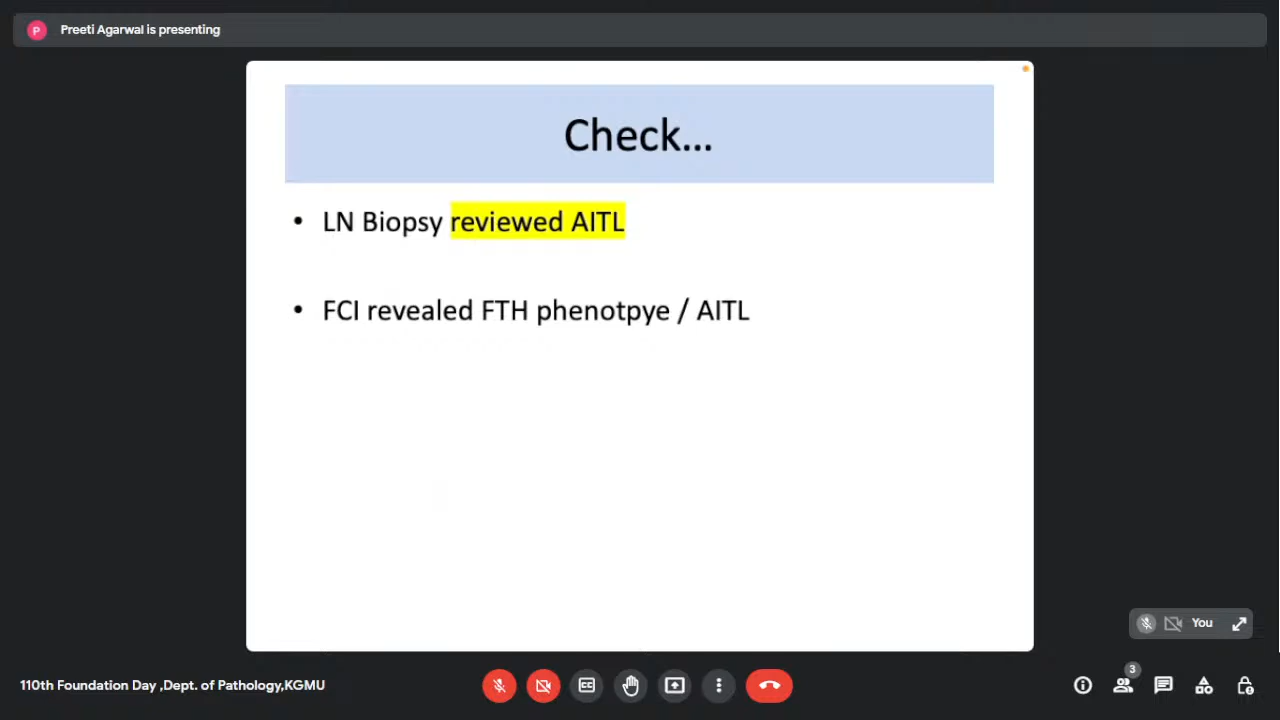 P
Preeti Agarwal is presenting
Check...
• LN Biopsy reviewed AITL
• FCI revealed FTH phenotpye / AITL
You
3
110th Foundation Day ,Dept. of Pathology,KGMU
CC